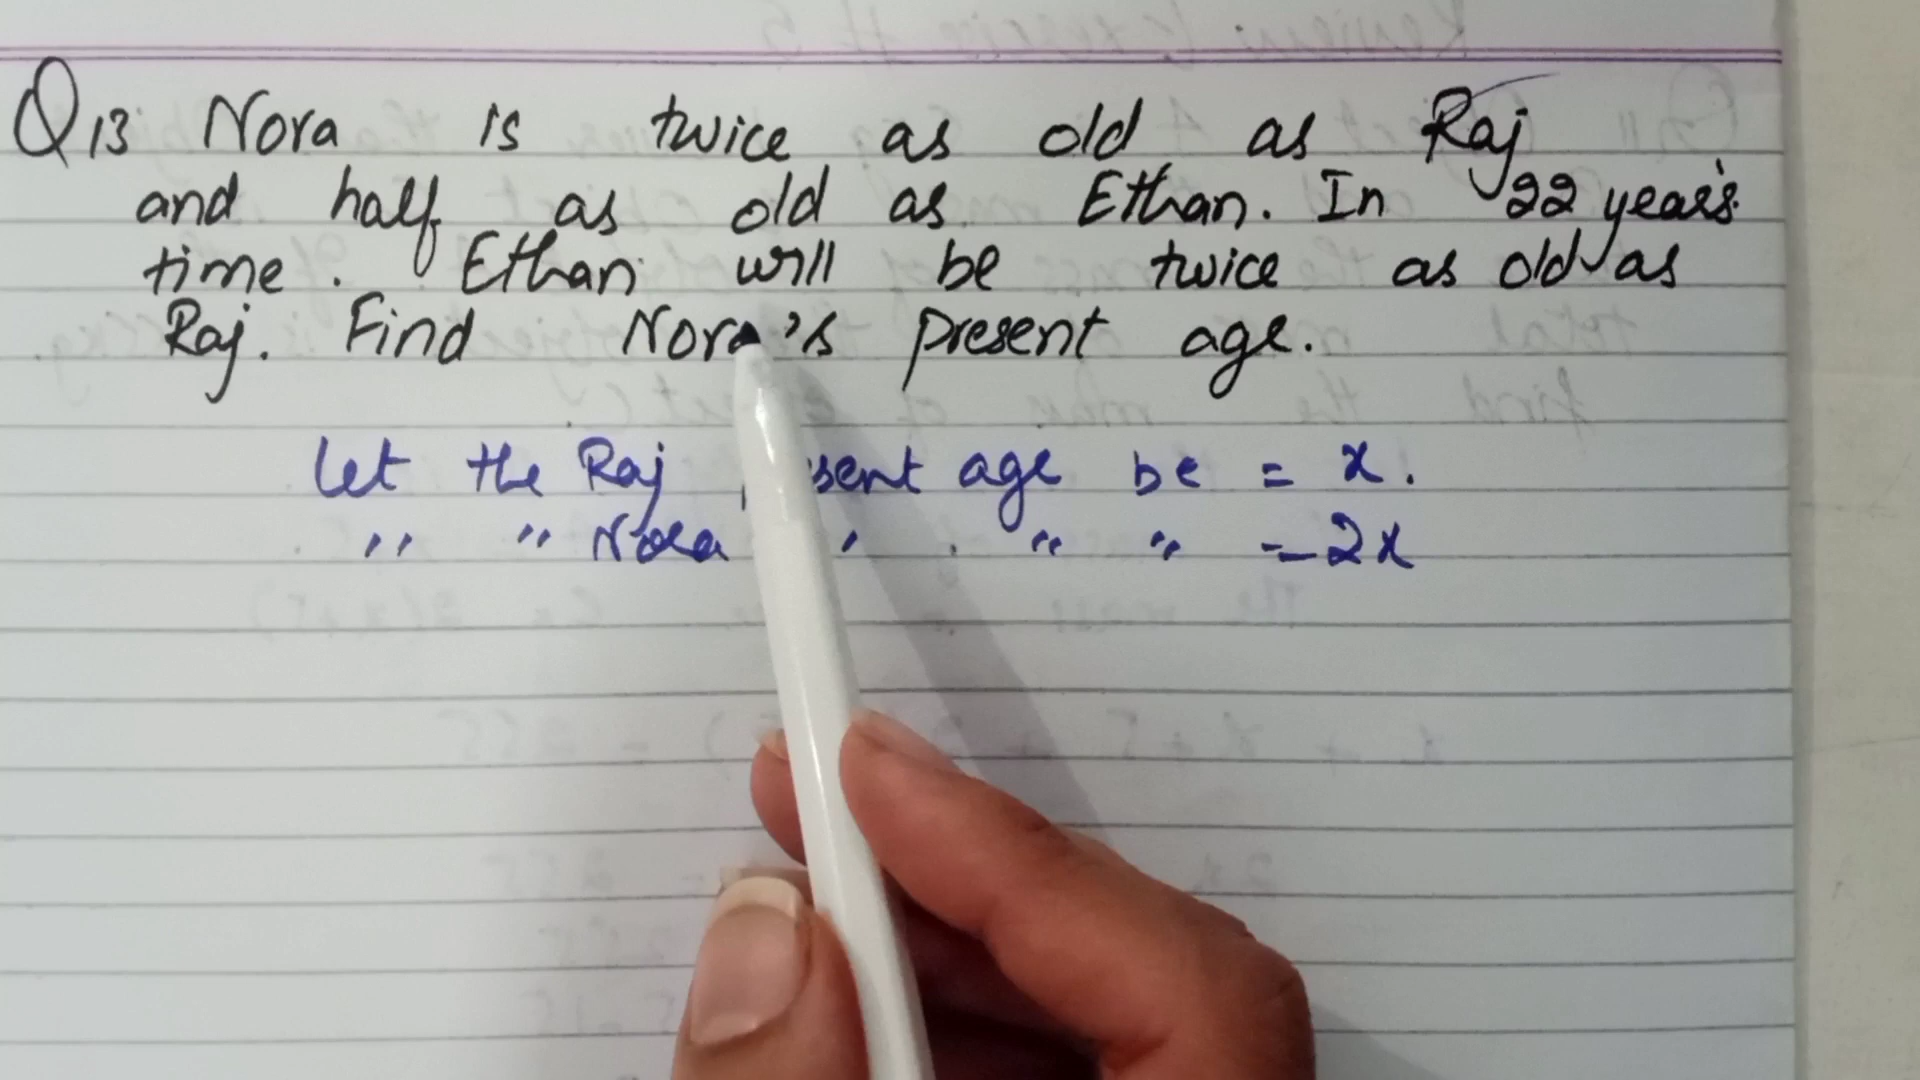 Q13 Nora is twice as old as Raj
and half as old as Ethan. In 22 year's
time. Ethan will be twice as old as
Raj. Find Nora's present age.
Let the Raj sent age be = x.
" " Nora " " " = 2x